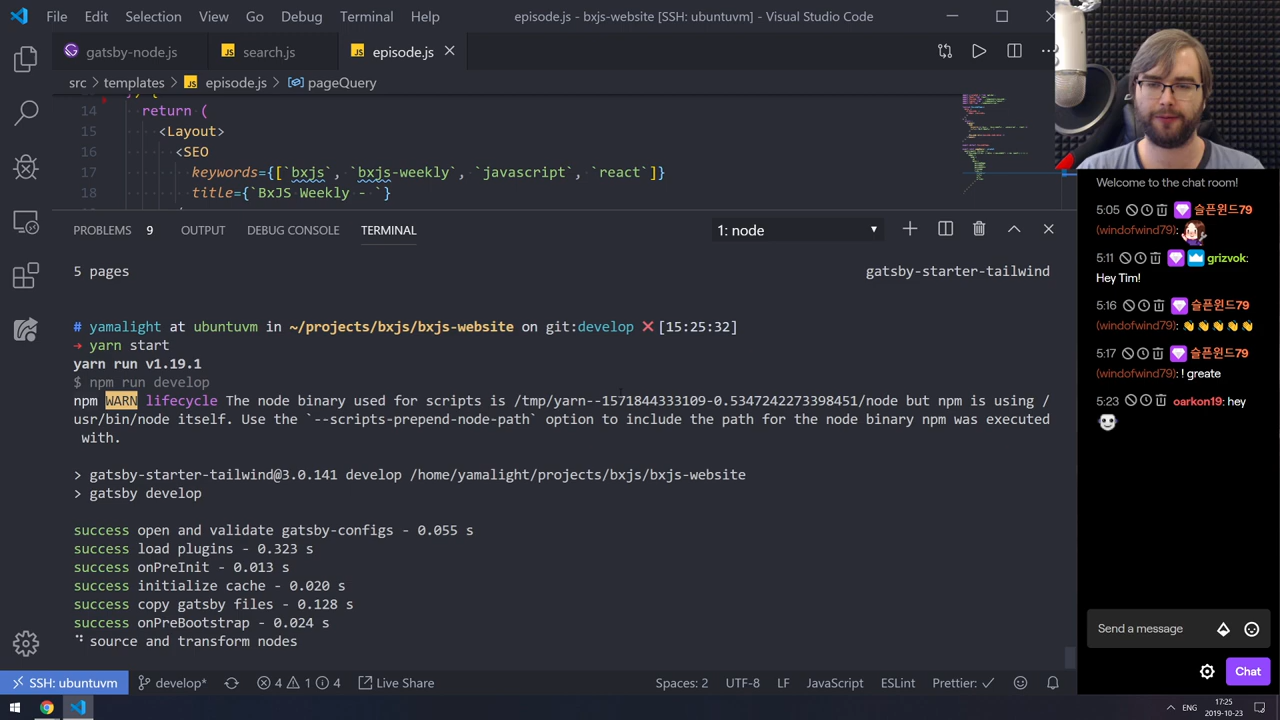 File Edit Selection View Go Debug Terminal Help episode.js - bxjs-website [SSH: ubuntuvm] - Visual Studio Code
gatsby-node.js JS search.js JS episode.js
src > templates > JS episode.js > pageQuery
14 return (
15 <Layout>
16 <SEO
17 keywords={[`bxjs`, `bxjs-weekly`, `javascript`, `react`]}
18 title={`BxJS Weekly - `}
PROBLEMS 9 OUTPUT DEBUG CONSOLE TERMINAL 1: node
5 pages gatsby-starter-tailwind
# yamalight at ubuntuvm in ~/projects/bxjs/bxjs-website on git:develop ❌ [15:25:32]
→ yarn start
yarn run v1.19.1
$ npm run develop
npm WARN lifecycle The node binary used for scripts is /tmp/yarn--1571844333109-0.5347242273398451/node but npm is using /
usr/bin/node itself. Use the `--scripts-prepend-node-path` option to include the path for the node binary npm was executed
with.
> gatsby-starter-tailwind@3.0.141 develop /home/yamalight/projects/bxjs/bxjs-website
> gatsby develop
success open and validate gatsby-configs - 0.055 s
success load plugins - 0.323 s
success onPreInit - 0.013 s
success initialize cache - 0.020 s
success copy gatsby files - 0.128 s
success onPreBootstrap - 0.024 s
source and transform nodes
SSH: ubuntuvm develop* 4 1 4 Live Share Spaces: 2 UTF-8 LF JavaScript ESLint Prettier: ✓
ENG 17:25
2019-10-23
Welcome to the chat room!
5:05 슬픈윈드79
(windofwind79):
5:11 grizvok:
Hey Tim!
5:16 슬픈윈드79
(windofwind79): 👏👏👏👏👏
5:17 슬픈윈드79
(windofwind79): ! greate
5:23 oarkon19: hey
Send a message
Chat